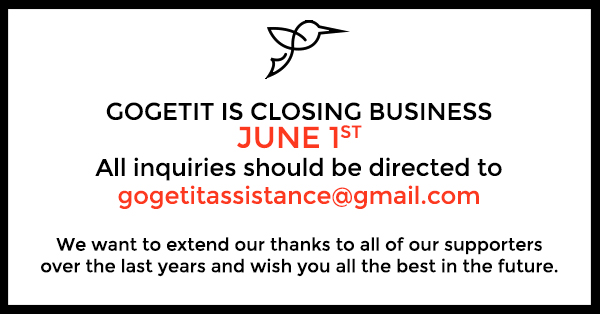 GOGETIT IS CLOSING BUSINESS
JUNE 1ST
All inquiries should be directed to
gogetitassistance@gmail.com
We want to extend our thanks to all of our supporters
over the last years and wish you all the best in the future.